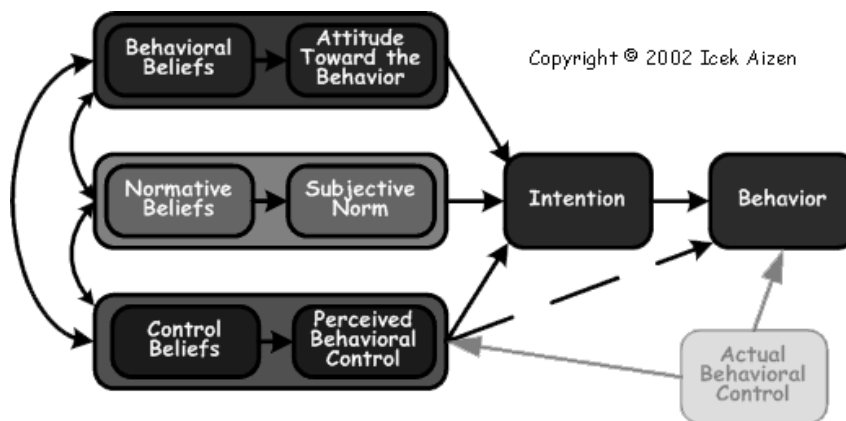 Behavioral
Beliefs
Attitude
Toward the
Behavior
Copyright © 2002 Icek Aizen
Normative
Beliefs
Subjective
Norm
Intention
Behavior
Control
Beliefs
Perceived
Behavioral
Control
Actual
Behavioral
Control